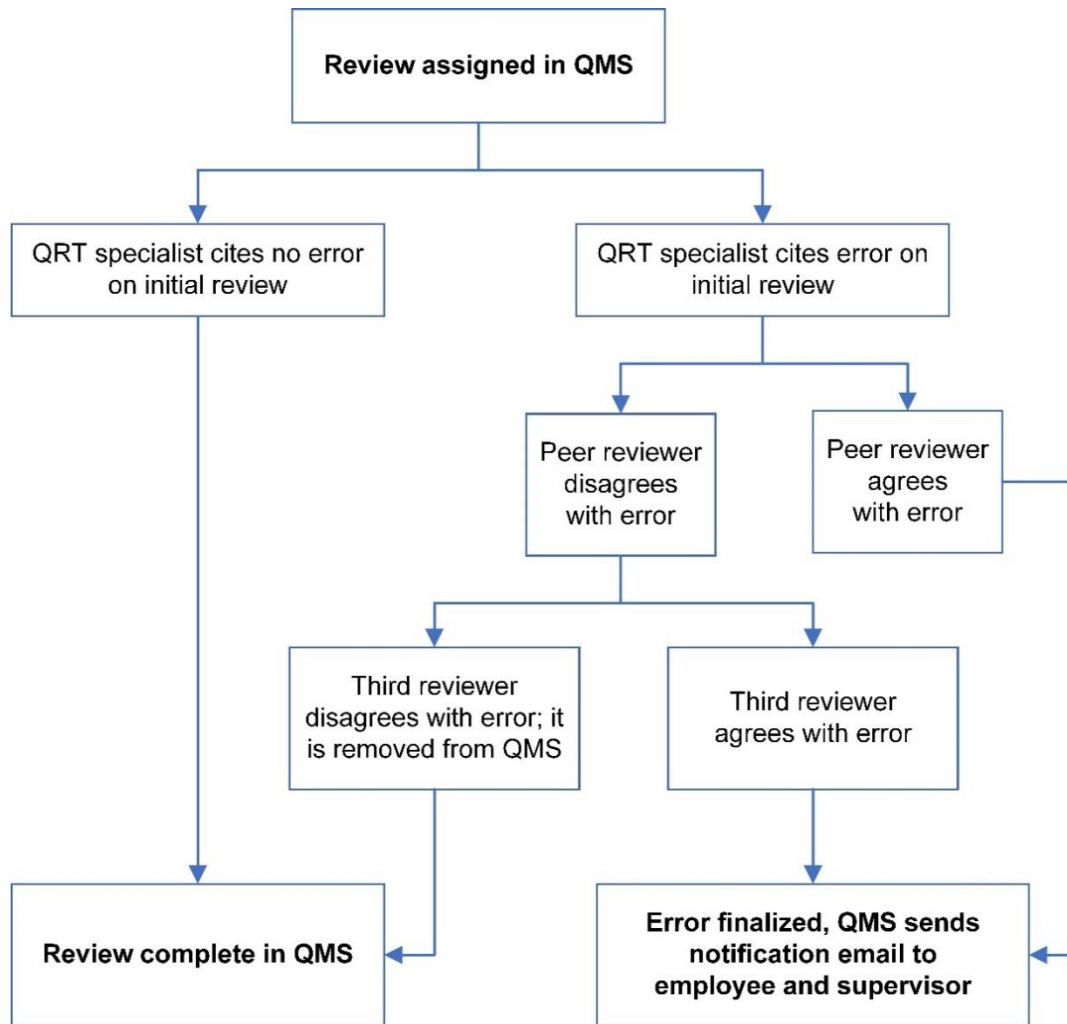 Review assigned in QMS
QRT specialist cites no error
on initial review
QRT specialist cites error on
initial review
Peer reviewer
disagrees
with error
Peer reviewer
agrees
with error
Third reviewer
disagrees with error; it
is removed from QMS
Third reviewer
agrees with error
Review complete in QMS
Error finalized, QMS sends
notification email to
employee and supervisor